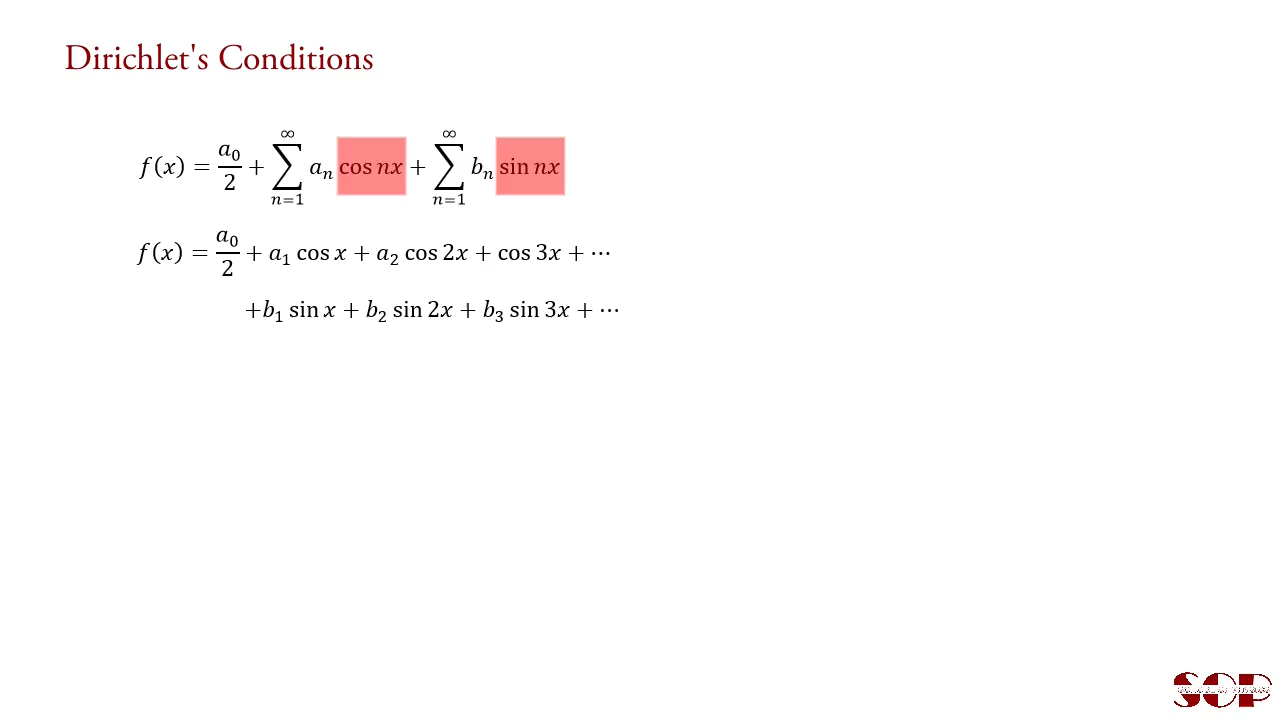 Dirichlet's Conditions
f(x) = a₀/2 + ∑_{n=1}^{∞} aₙ cos nx + ∑_{n=1}^{∞} bₙ sin nx
f(x) = a₀/2 + a₁ cos x + a₂ cos 2x + cos 3x + ⋯
+b₁ sin x + b₂ sin 2x + b₃ sin 3x + ⋯
SOP